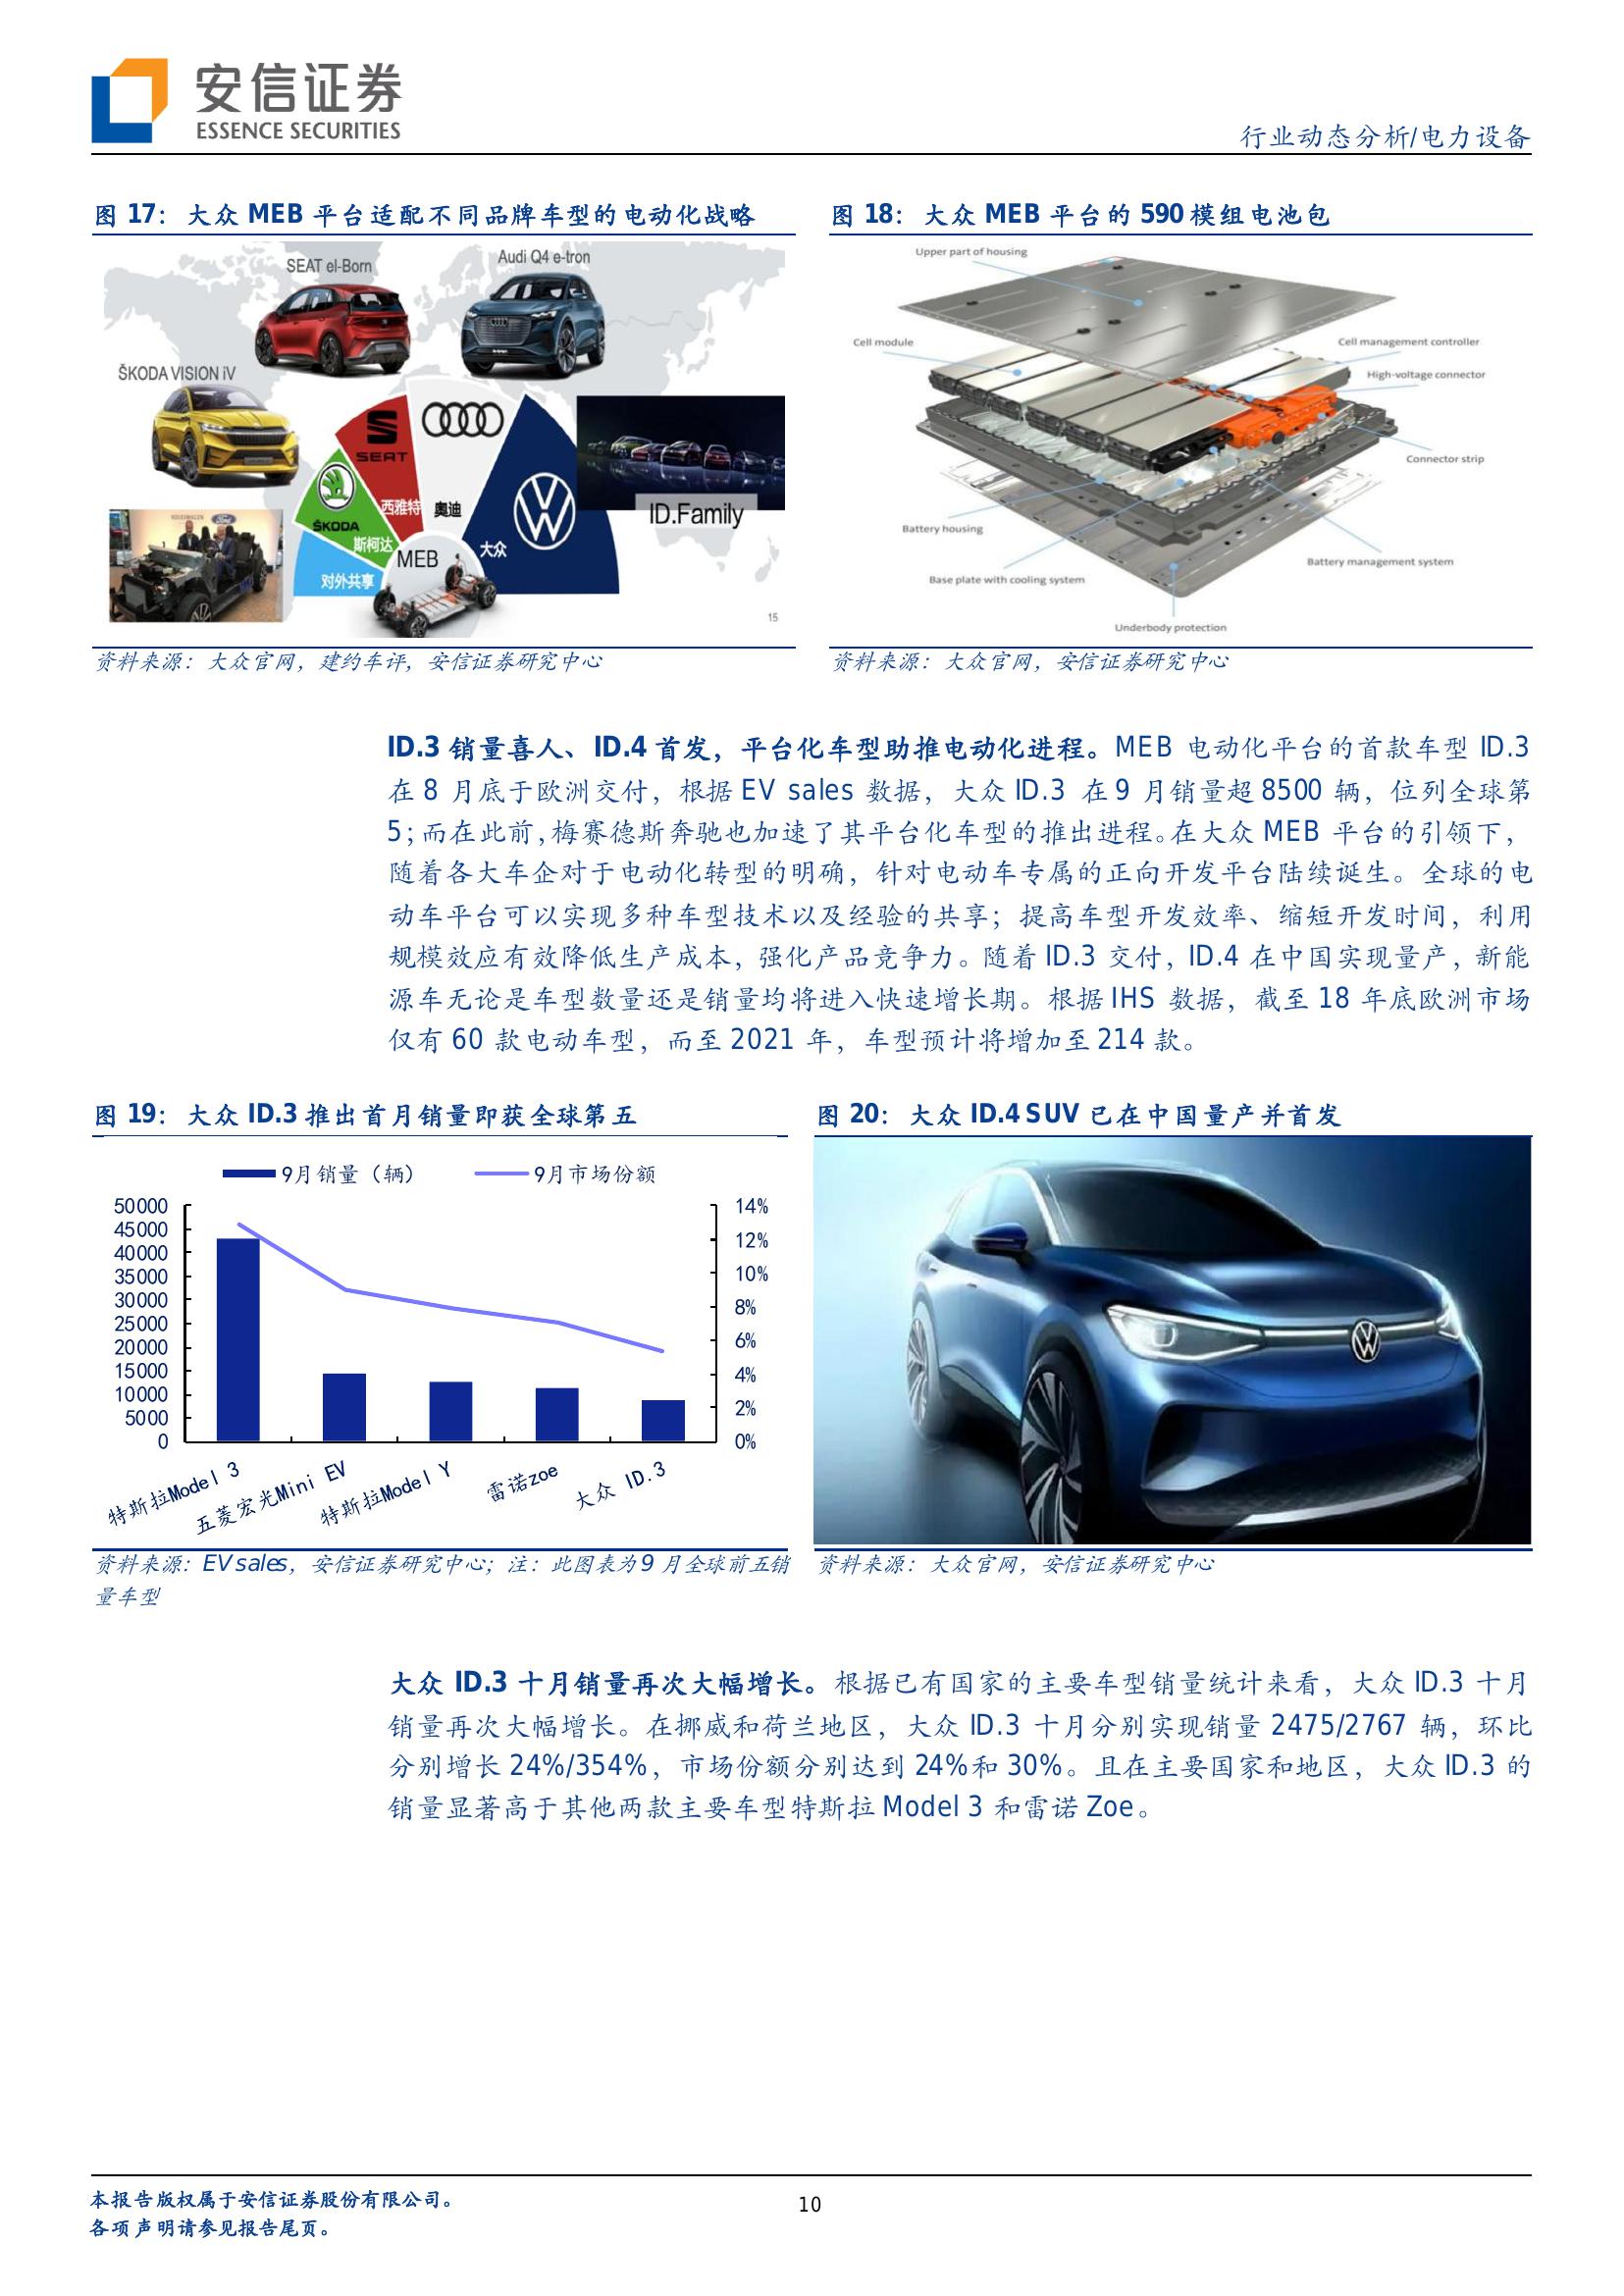 安信证券
ESSENCE SECURITIES
行业动态分析/电力设备
图 17： 大众 MEB 平台适配不同品牌车型的电动化战略
SEAT el-Born
Audi Q4 e-tron
ŠKODA VISION iV
SEAT
西雅特
奥迪
ŠKODA
斯柯达
大众
MEB
对外共享
ID.Family
VOLKSWAGEN
Ford
15
资料来源：大众官网，建约车评，安信证券研究中心
图 18： 大众 MEB 平台的 590 模组电池包
Upper part of housing
Cell module
Cell management controller
High-voltage connector
Connector strip
Battery housing
Battery management system
Base plate with cooling system
Underbody protection
资料来源：大众官网，安信证券研究中心
ID.3 销量喜人、ID.4 首发，平台化车型助推电动化进程。MEB 电动化平台的首款车型 ID.3
在 8 月底于欧洲交付，根据 EV sales 数据，大众 ID.3 在 9 月销量超 8500 辆，位列全球第
5；而在此前，梅赛德斯奔驰也加速了其平台化车型的推出进程。在大众 MEB 平台的引领下，
随着各大车企对于电动化转型的明确，针对电动车专属的正向开发平台陆续诞生。全球的电
动车平台可以实现多种车型技术以及经验的共享；提高车型开发效率、缩短开发时间，利用
规模效应有效降低生产成本，强化产品竞争力。随着 ID.3 交付，ID.4 在中国实现量产，新能
源车无论是车型数量还是销量均将进入快速增长期。根据 IHS 数据，截至 18 年底欧洲市场
仅有 60 款电动车型，而至 2021 年，车型预计将增加至 214 款。
图 19： 大众 ID.3 推出首月销量即获全球第五
9月销量（辆）
9月市场份额
50000
45000
40000
35000
30000
25000
20000
15000
10000
5000
0
14%
12%
10%
8%
6%
4%
2%
0%
特斯拉Model 3
五菱宏光Mini EV
特斯拉Model Y
雷诺zoe
大众 ID.3
资料来源：EV sales，安信证券研究中心；注：此图表为 9 月全球前五销
量车型
图 20： 大众 ID.4 SUV 已在中国量产并首发
资料来源：大众官网，安信证券研究中心
大众 ID.3 十月销量再次大幅增长。根据已有国家的主要车型销量统计来看，大众 ID.3 十月
销量再次大幅增长。在挪威和荷兰地区，大众 ID.3 十月分别实现销量 2475/2767 辆，环比
分别增长 24%/354%，市场份额分别达到 24%和 30%。且在主要国家和地区，大众 ID.3 的
销量显著高于其他两款主要车型特斯拉 Model 3 和雷诺 Zoe。
本报告版权属于安信证券股份有限公司。
各项声明请参见报告尾页。
10